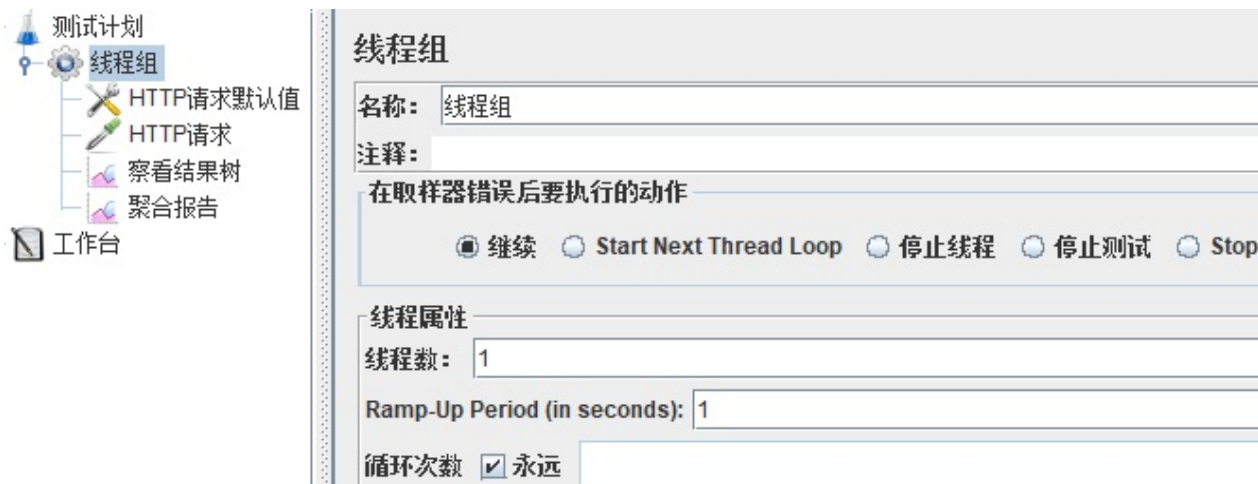 测试计划
线程组
HTTP请求默认值
HTTP请求
察看结果树
聚合报告
工作台
线程组
名称： 线程组
注释：
在取样器错误后要执行的动作
继续 Start Next Thread Loop 停止线程 停止测试 Stop
线程属性
线程数： 1
Ramp-Up Period (in seconds): 1
循环次数 永远